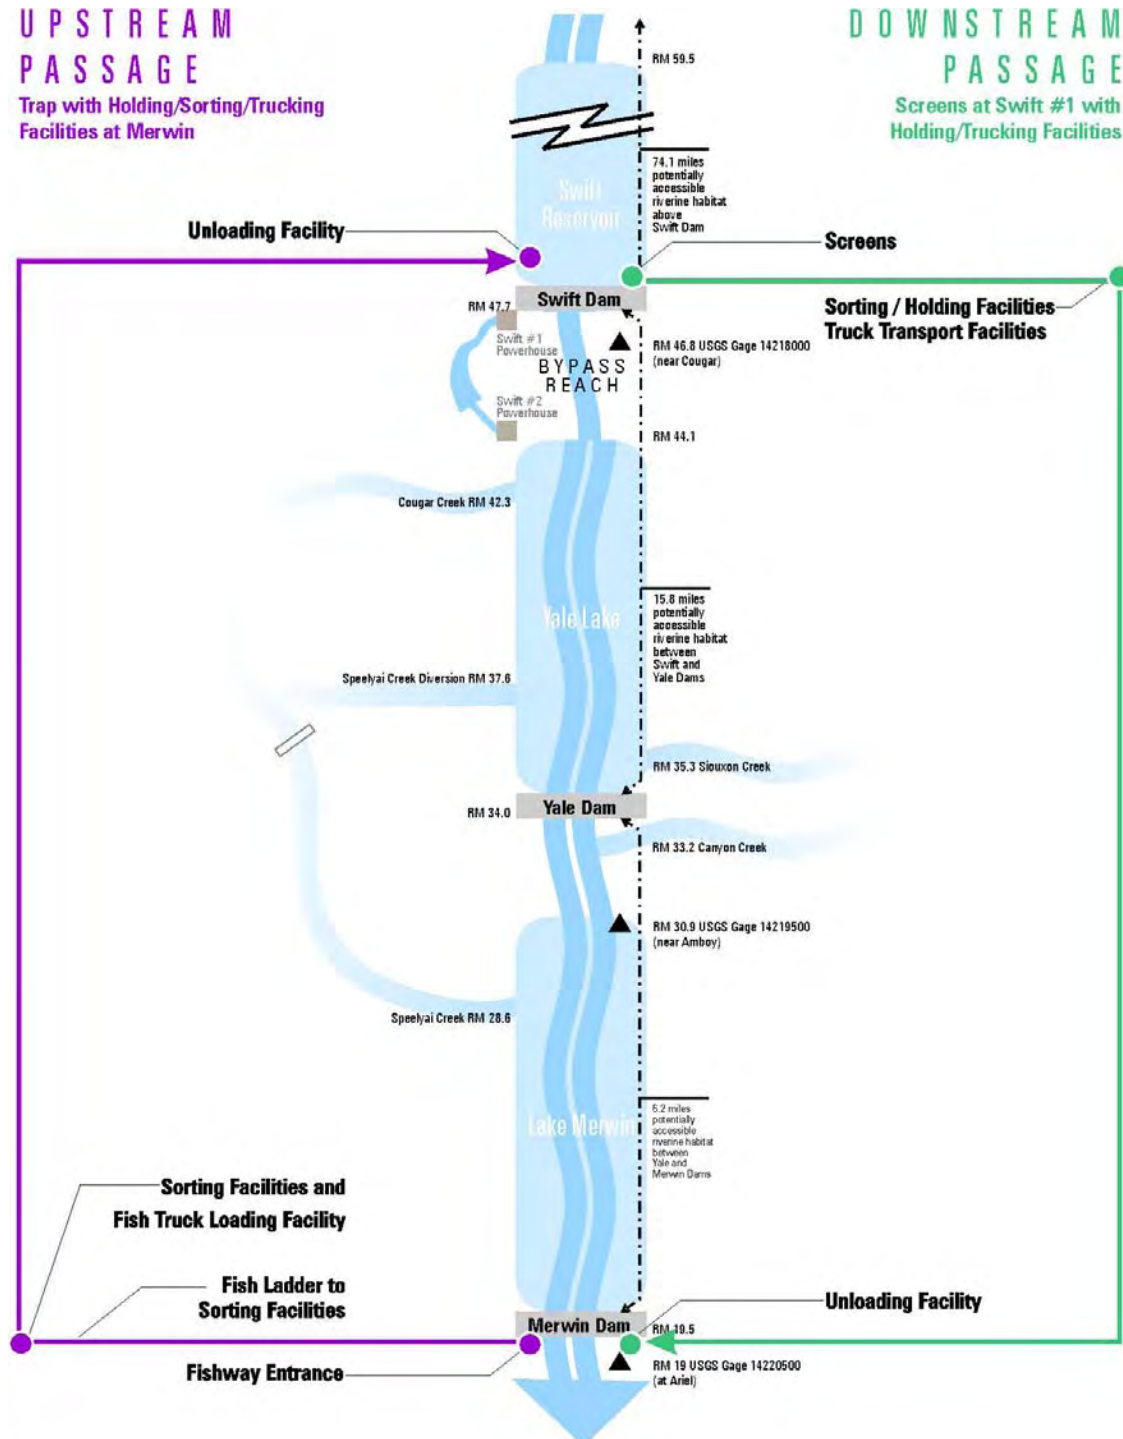 UPSTREAM
PASSAGE
Trap with Holding/Sorting/Trucking
Facilities at Merwin
DOWNSTREAM
PASSAGE
Screens at Swift #1 with
Holding/Trucking Facilities
RM 59.5
74.1 miles
potentially
accessible
riverine habitat
above
Swift Dam
Swift
Reservoir
Unloading Facility
Screens
Swift Dam
RM 47.7
Sorting / Holding Facilities
Truck Transport Facilities
Swift #1
Powerhouse
RM 46.8 USGS Gage 14218000
(near Cougar)
BYPASS
REACH
Swift #2
Powerhouse
RM 44.1
Cougar Creek RM 42.3
Yale Lake
15.8 miles
potentially
accessible
riverine habitat
between
Swift and
Yale Dams
Speelyai Creek Diversion RM 37.6
RM 35.3 Siouxon Creek
Yale Dam
RM 34.0
RM 33.2 Canyon Creek
RM 30.9 USGS Gage 14219500
(near Amboy)
Speelyai Creek RM 28.6
Lake Merwin
miles
potentially
accessible
riverine habitat
between
Yale and
Merwin Dams
Sorting Facilities and
Fish Truck Loading Facility
Fish Ladder to
Sorting Facilities
Unloading Facility
Merwin Dam
RM 19.5
Fishway Entrance
RM 19 USGS Gage 14220500
(at Ariel)